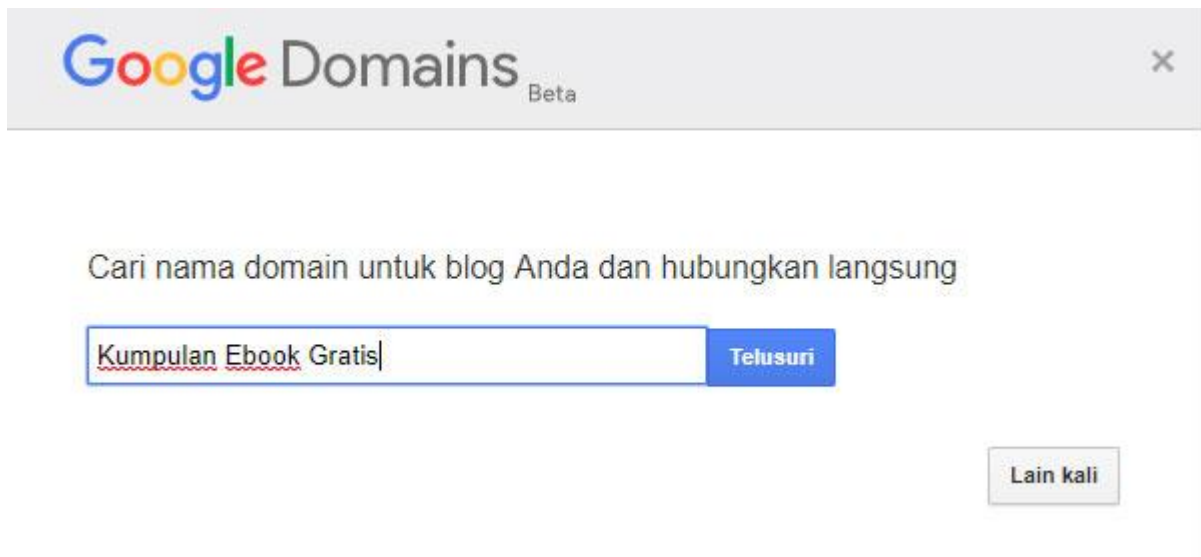 Google Domains Beta
×
Cari nama domain untuk blog Anda dan hubungkan langsung
Kumpulan Ebook Gratis
Telusuri
Lain kali